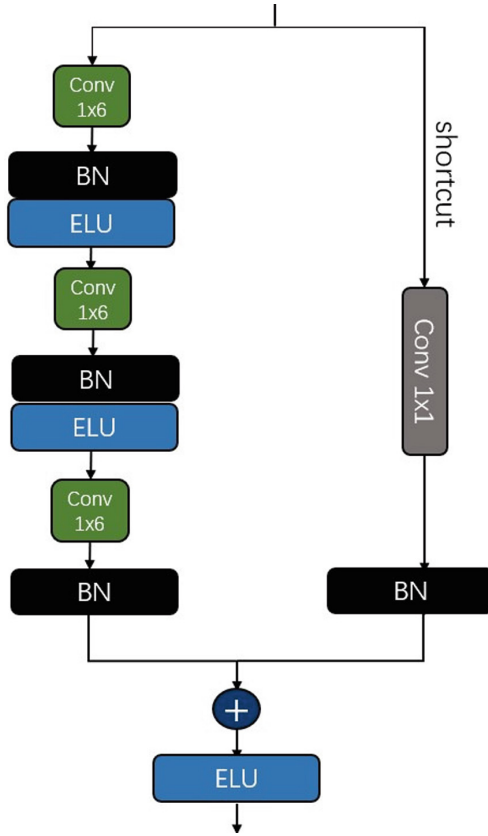 Conv
1x6
BN
ELU
Conv
1x6
BN
ELU
Conv
1x6
BN
shortcut
Conv 1x1
BN
+
ELU